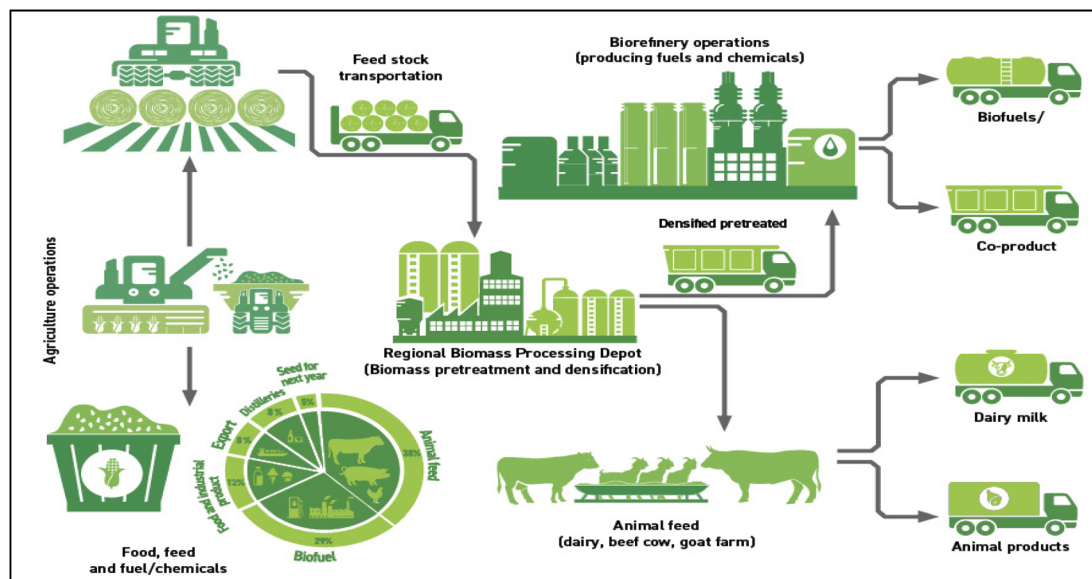 Feed stock
transportation
Biorefinery operations
(producing fuels and chemicals)
Biofuels/
Co-product
Densified pretreated
Agriculture operations
Regional Biomass Processing Depot
(Biomass pretreatment and densification)
Seed for
next year
5%
Distilleries
8%
Export
8%
Food and industrial
product
12%
Biofuel
29%
Animal feed
38%
Food, feed
and fuel/chemicals
Animal feed
(dairy, beef cow, goat farm)
Dairy milk
Animal products